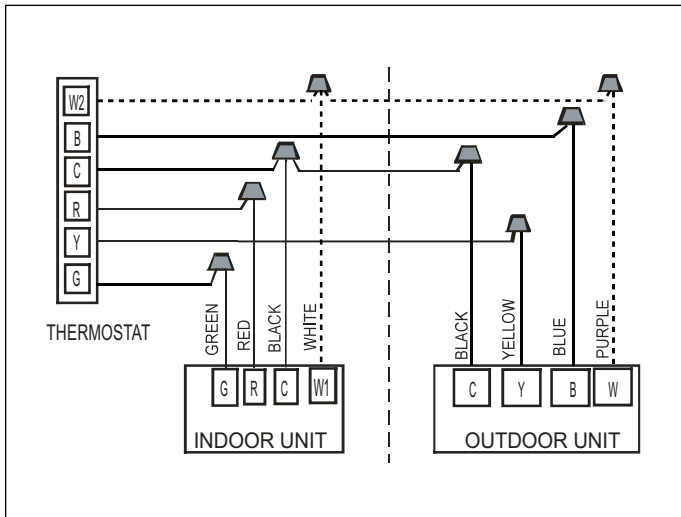 W2
B
C
R
Y
G
THERMOSTAT
GREEN
RED
BLACK
WHITE
BLACK
YELLOW
BLUE
PURPLE
G R C W1
INDOOR UNIT
C Y B W
OUTDOOR UNIT